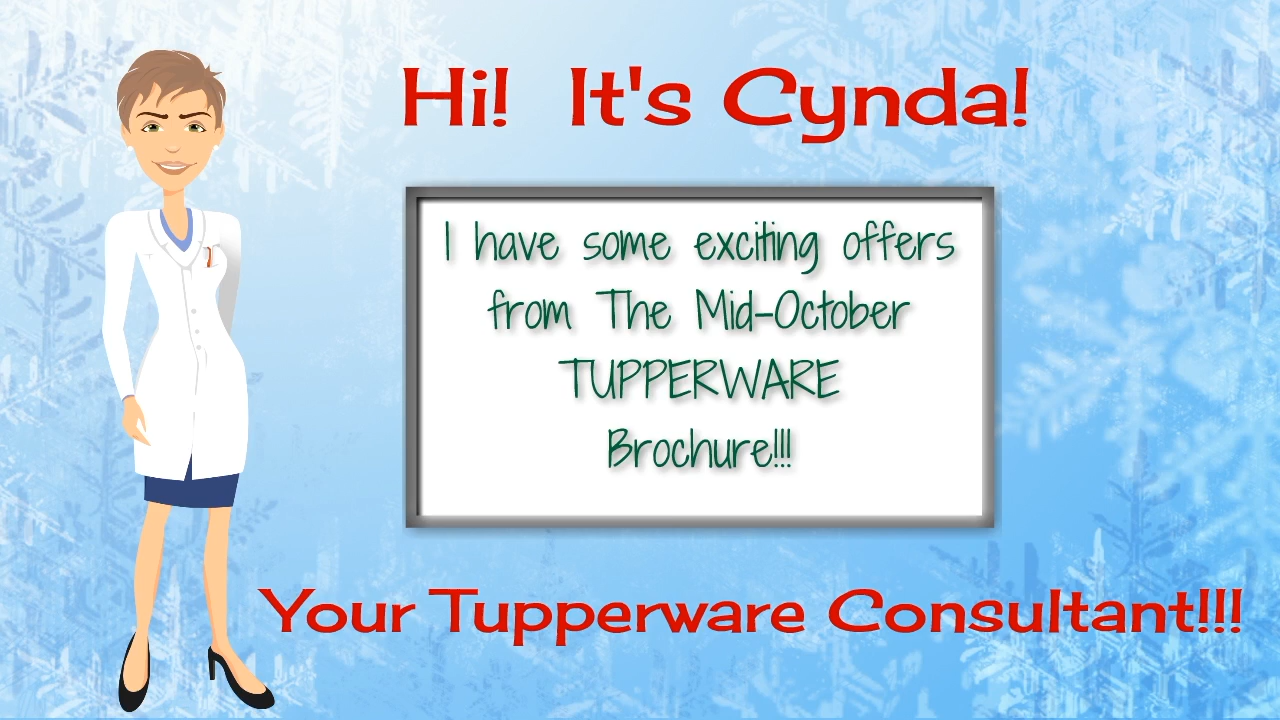 Hi! It's Cynda!
I have some exciting offers
from The Mid-October
TUPPERWARE
Brochure!!!
Your Tupperware Consultant!!!